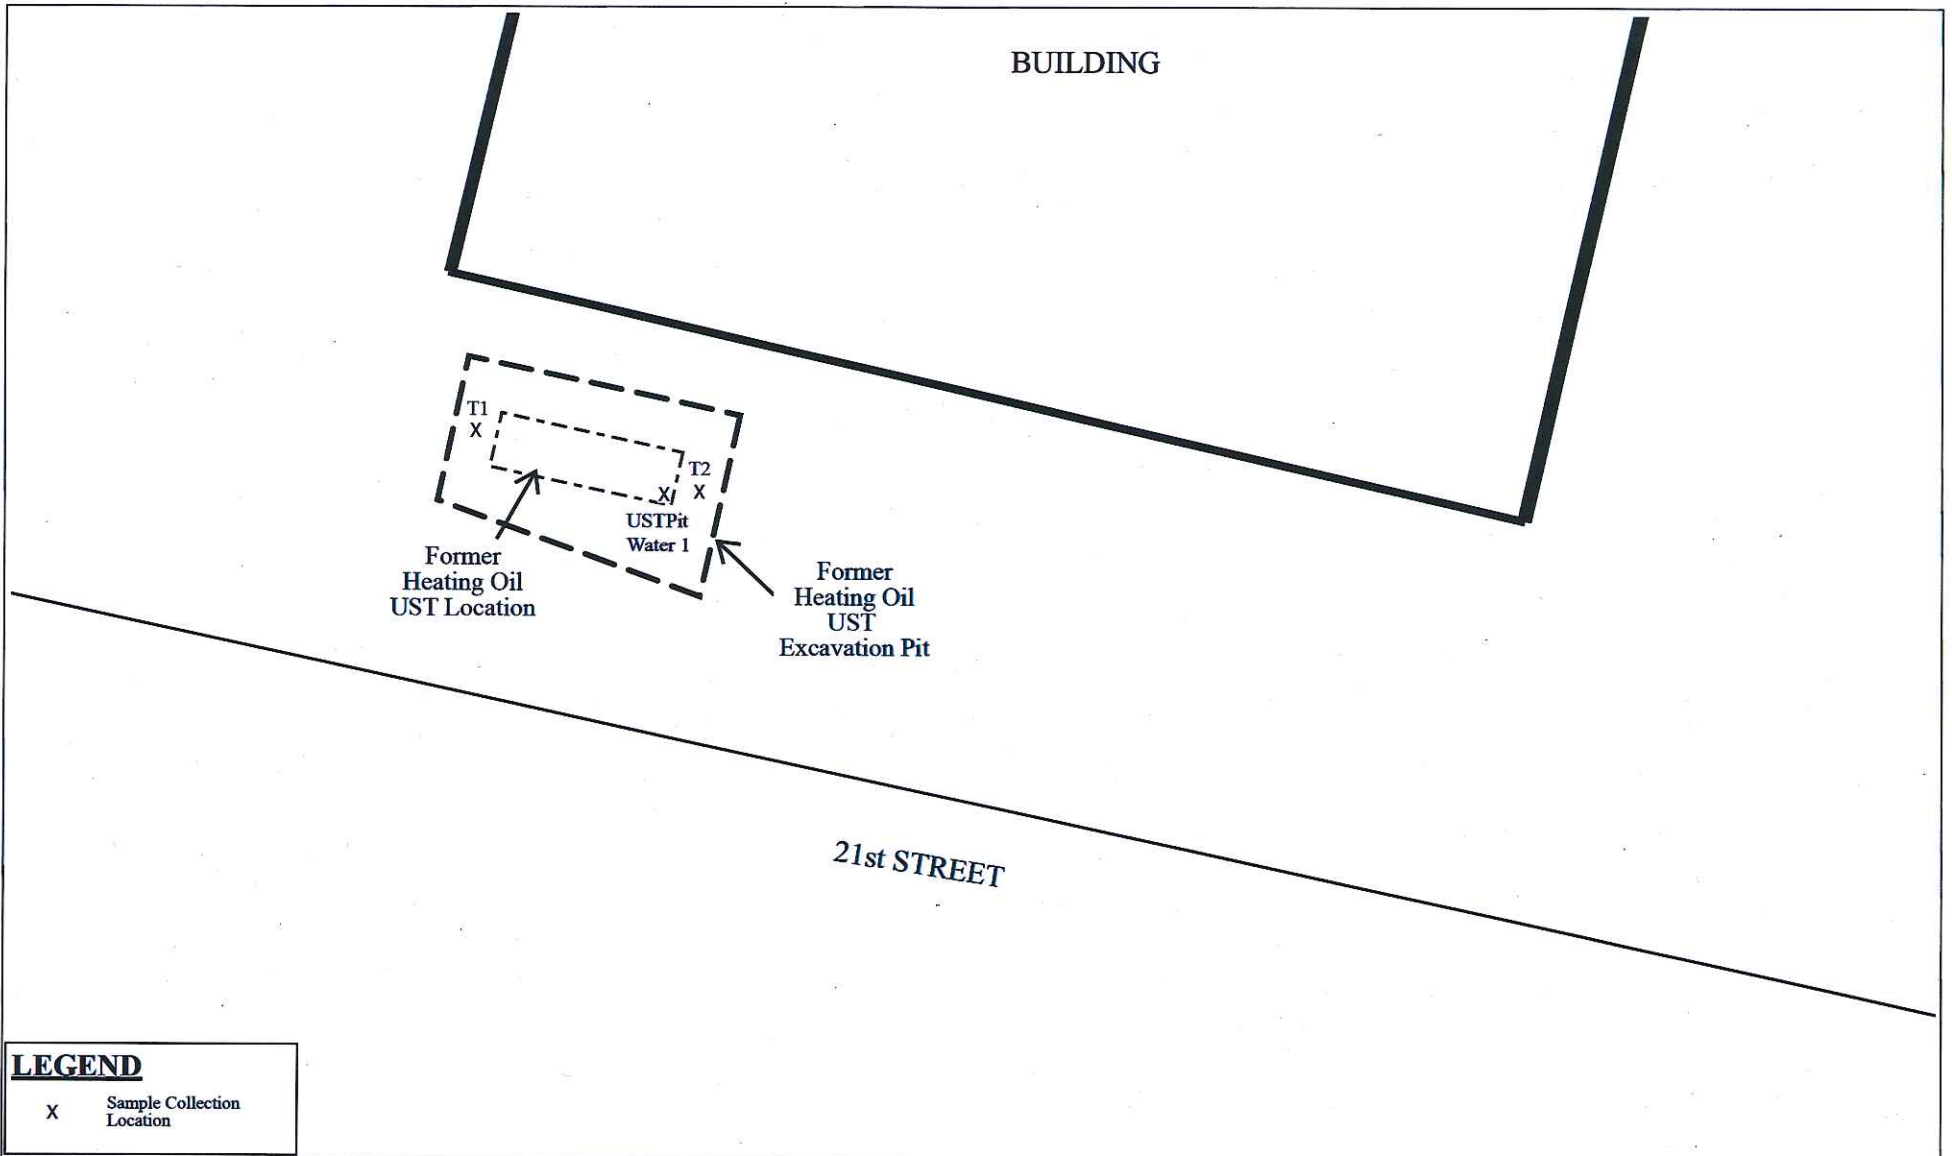 BUILDING
T1
X
T2
X
X
USTPit
Water 1
Former
Heating Oil
UST Location
Former
Heating Oil
UST
Excavation Pit
21st STREET
LEGEND
X Sample Collection
Location